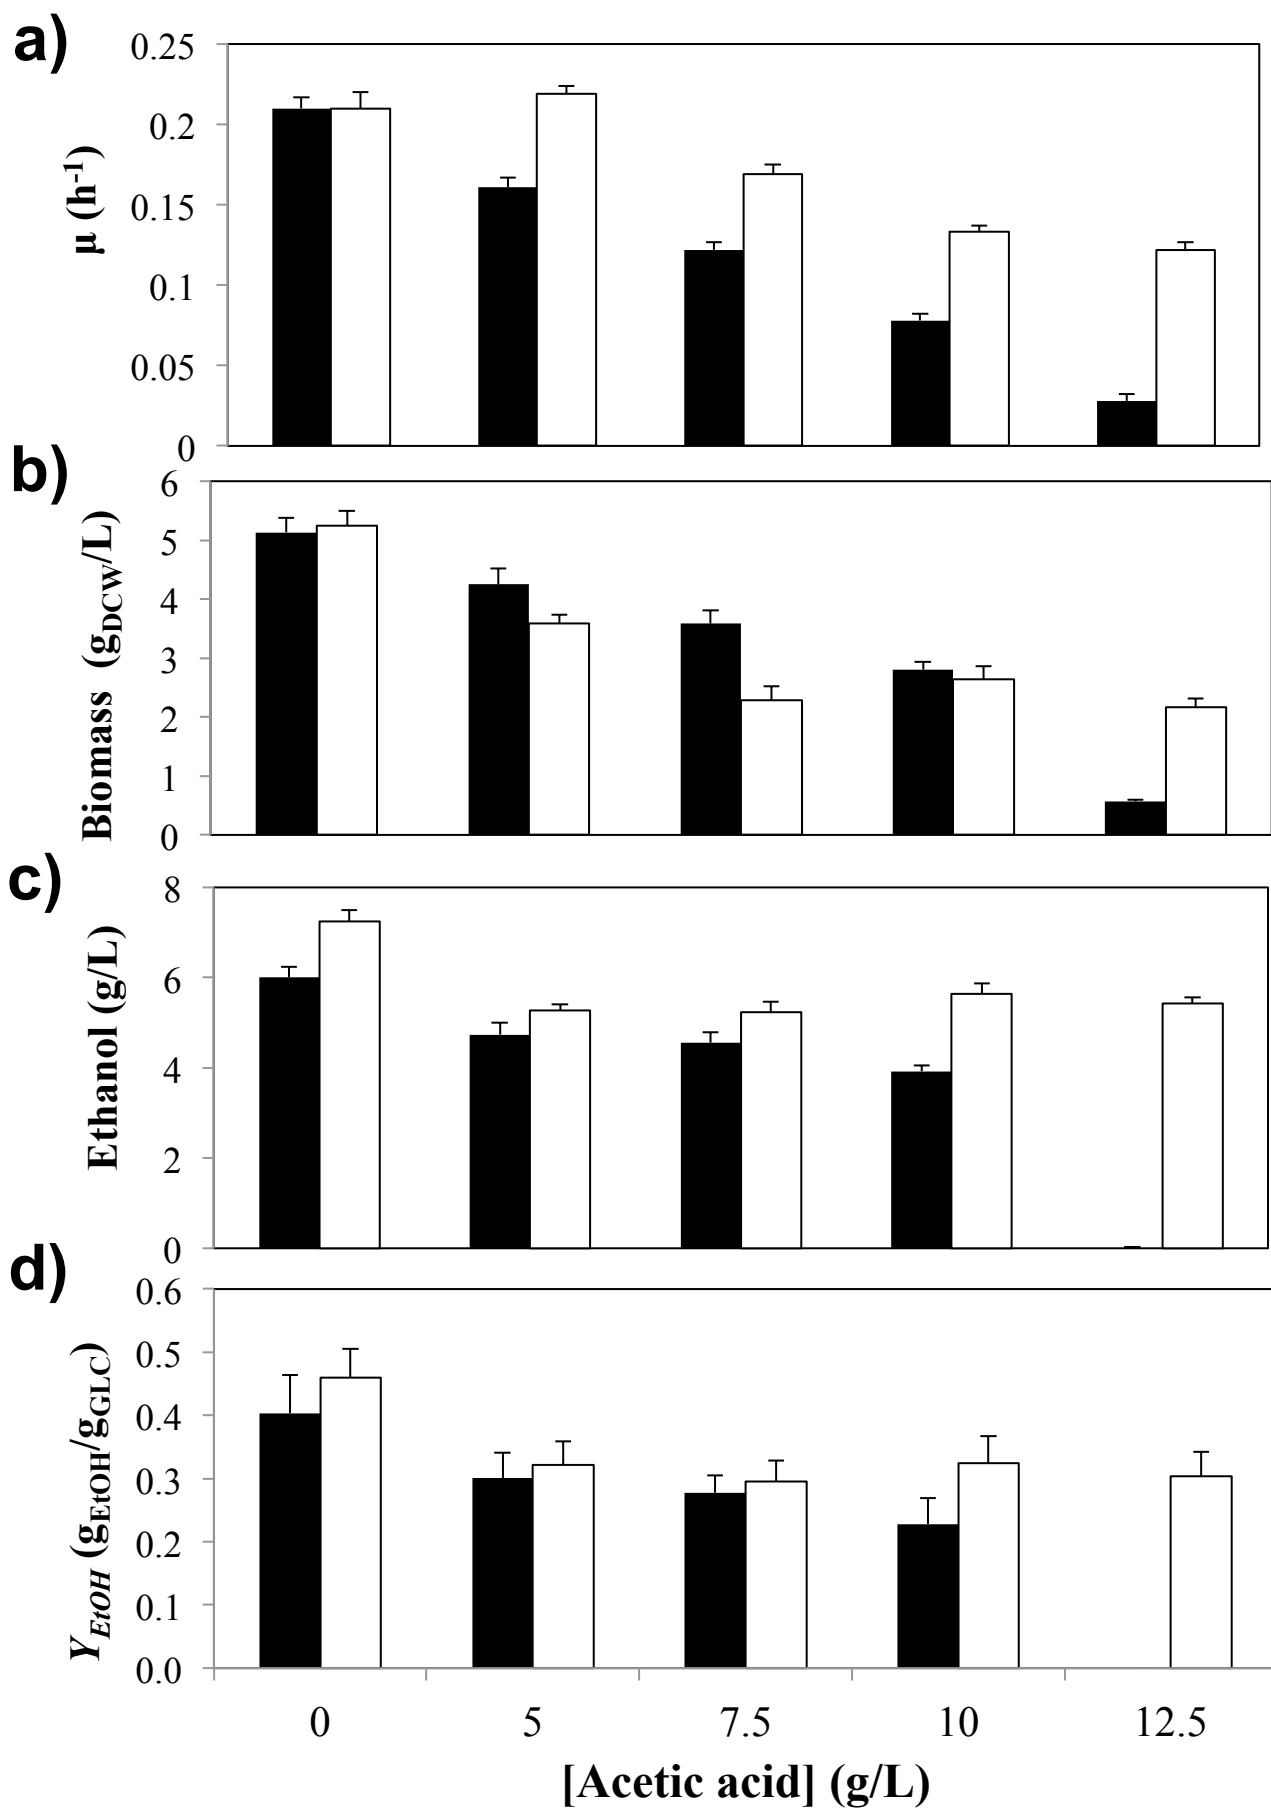 a)
0.25
0.2
0.15
0.1
0.05
0
μ (h-1)
b)
6
5
4
3
2
1
0
Biomass (gDCW/L)
c)
8
6
4
2
0
Ethanol (g/L)
d)
0.6
0.5
0.4
0.3
0.2
0.1
0.0
YEtOH (gEtOH/gGLC)
0 5 7.5 10 12.5
[Acetic acid] (g/L)